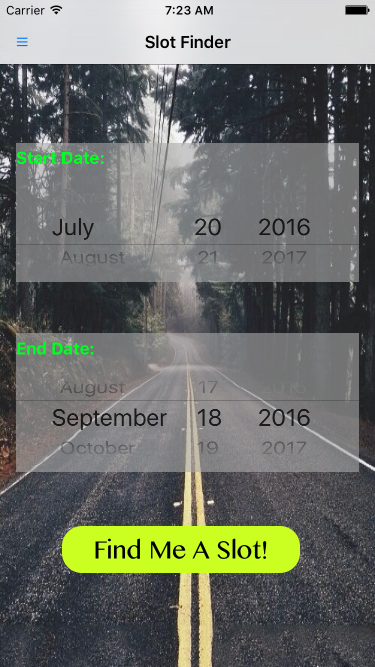 Carrier 7:23 AM
Slot Finder
Start Date:
July 20 2016
August 21 2017
End Date:
August 17
September 18 2016
October 19 2017
Find Me A Slot!